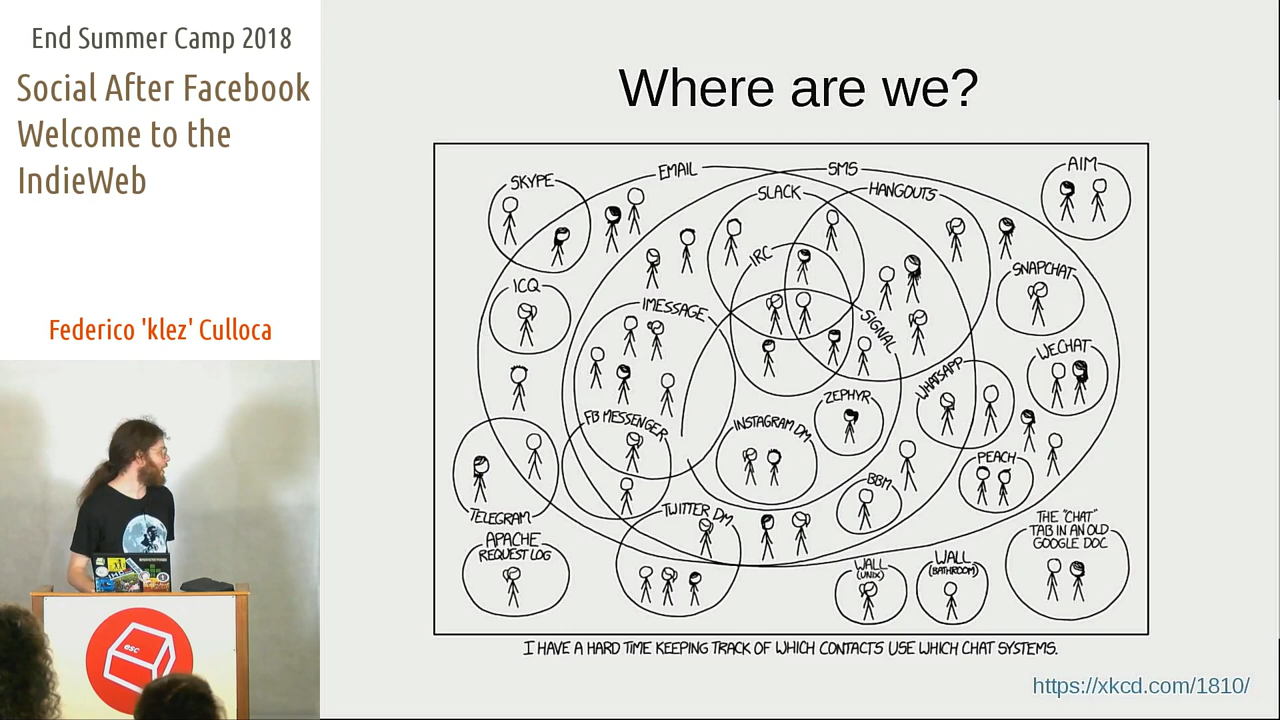 End Summer Camp 2018
Social After Facebook
Welcome to the
IndieWeb
Federico 'klez' Culloca
esc
Where are we?
SKYPE
EMAIL
SMS
AIM
SLACK
HANGOUTS
IRC
SNAPCHAT
ICQ
IMESSAGE
SIGNAL
WECHAT
WHATSAPP
ZEPHYR
FB MESSENGER
INSTAGRAM DM
PEACH
BBM
TELEGRAM
TWITTER DM
APACHE
REQUEST LOG
THE "CHAT"
TAB IN AN OLD
GOOGLE DOC
WALL
(UNIX)
WALL
(BATHROOM)
I HAVE A HARD TIME KEEPING TRACK OF WHICH CONTACTS USE WHICH CHAT SYSTEMS.
https://xkcd.com/1810/